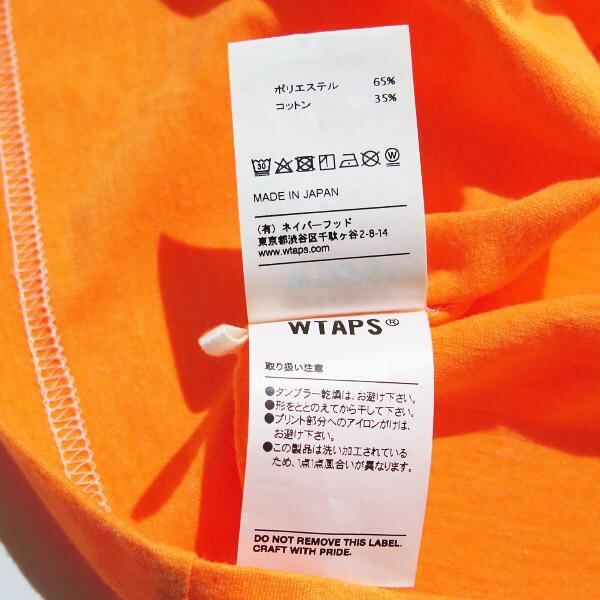 ポリエステル 65%
コットン 35%
30 W
MADE IN JAPAN
(有) ネイバーフッド
東京都渋谷区千駄ヶ谷2-8-14
www.wtaps.com
WTAPS®
取り扱い注意
●タンブラー乾燥は、お避け下さい。
●形をととのえてから干して下さい。
●プリント部分へのアイロンがけは、
お避け下さい。
●この製品は洗い加工されている
ため、1点1点風合いが異なります。
DO NOT REMOVE THIS LABEL.
CRAFT WITH PRIDE.